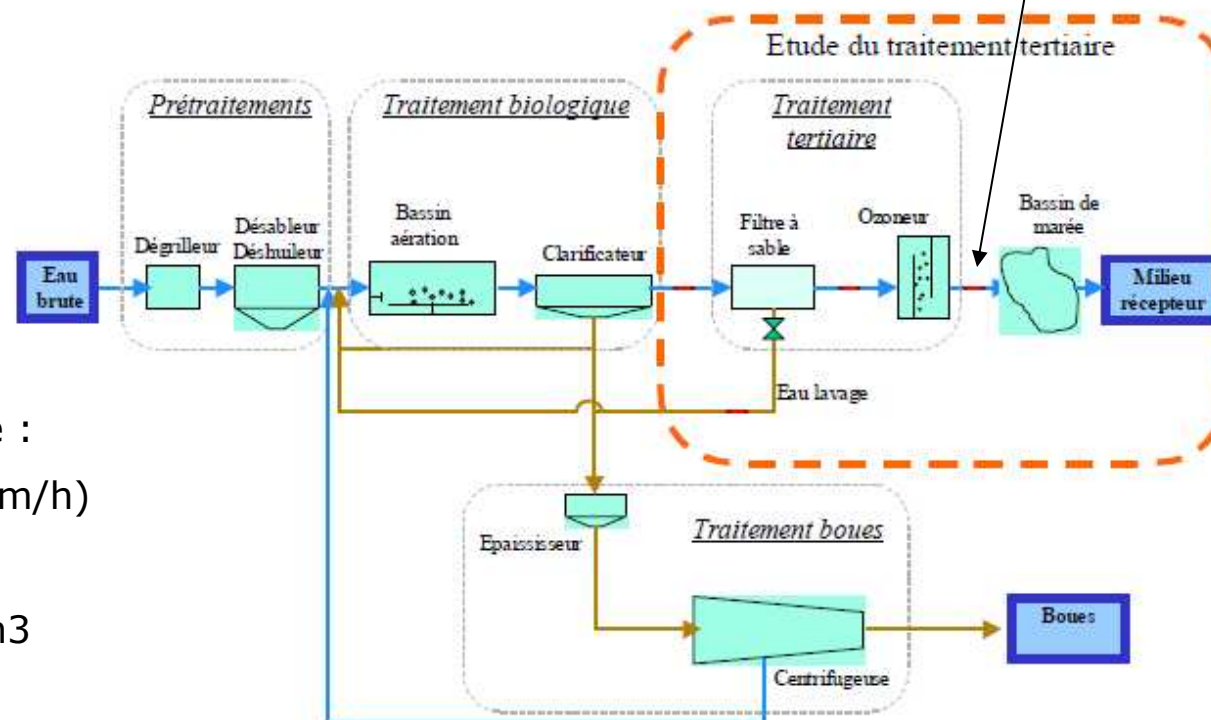 Etude du traitement tertiaire
Prétraitements
Traitement biologique
Traitement
tertiaire
Eau
brute
Dégrilleur
Désableur
Déshuileur
Bassin
aération
Clarificateur
Filtre à
sable
Ozoneur
Bassin de
marée
Milieu
récepteur
Eau lavage
e :
m/h)
n3
Epaississeur
Traitement boues
Centrifugeuse
Boues